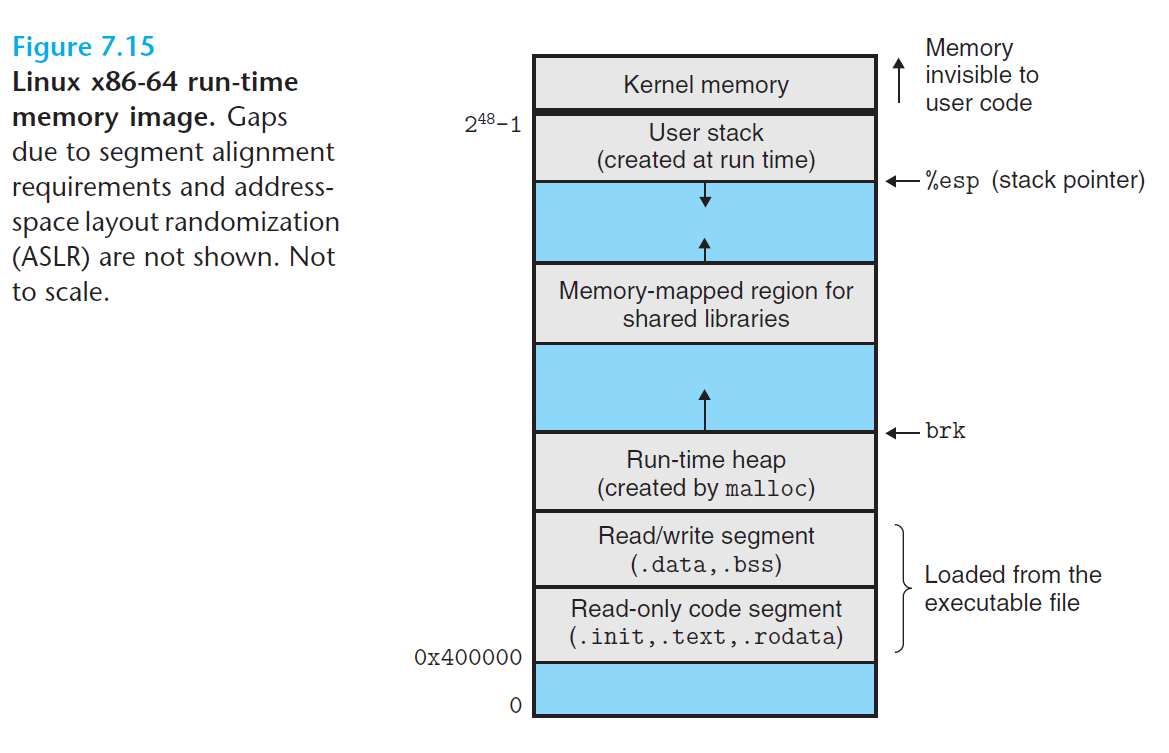 Figure 7.15
Linux x86-64 run-time
memory image. Gaps
due to segment alignment
requirements and address-
space layout randomization
(ASLR) are not shown. Not
to scale.
Memory
invisible to
user code
Kernel memory
2⁴⁸–1
User stack
(created at run time)
%esp (stack pointer)
Memory-mapped region for
shared libraries
brk
Run-time heap
(created by malloc)
Read/write segment
(.data,.bss)
Loaded from the
executable file
Read-only code segment
(.init,.text,.rodata)
0x400000
0